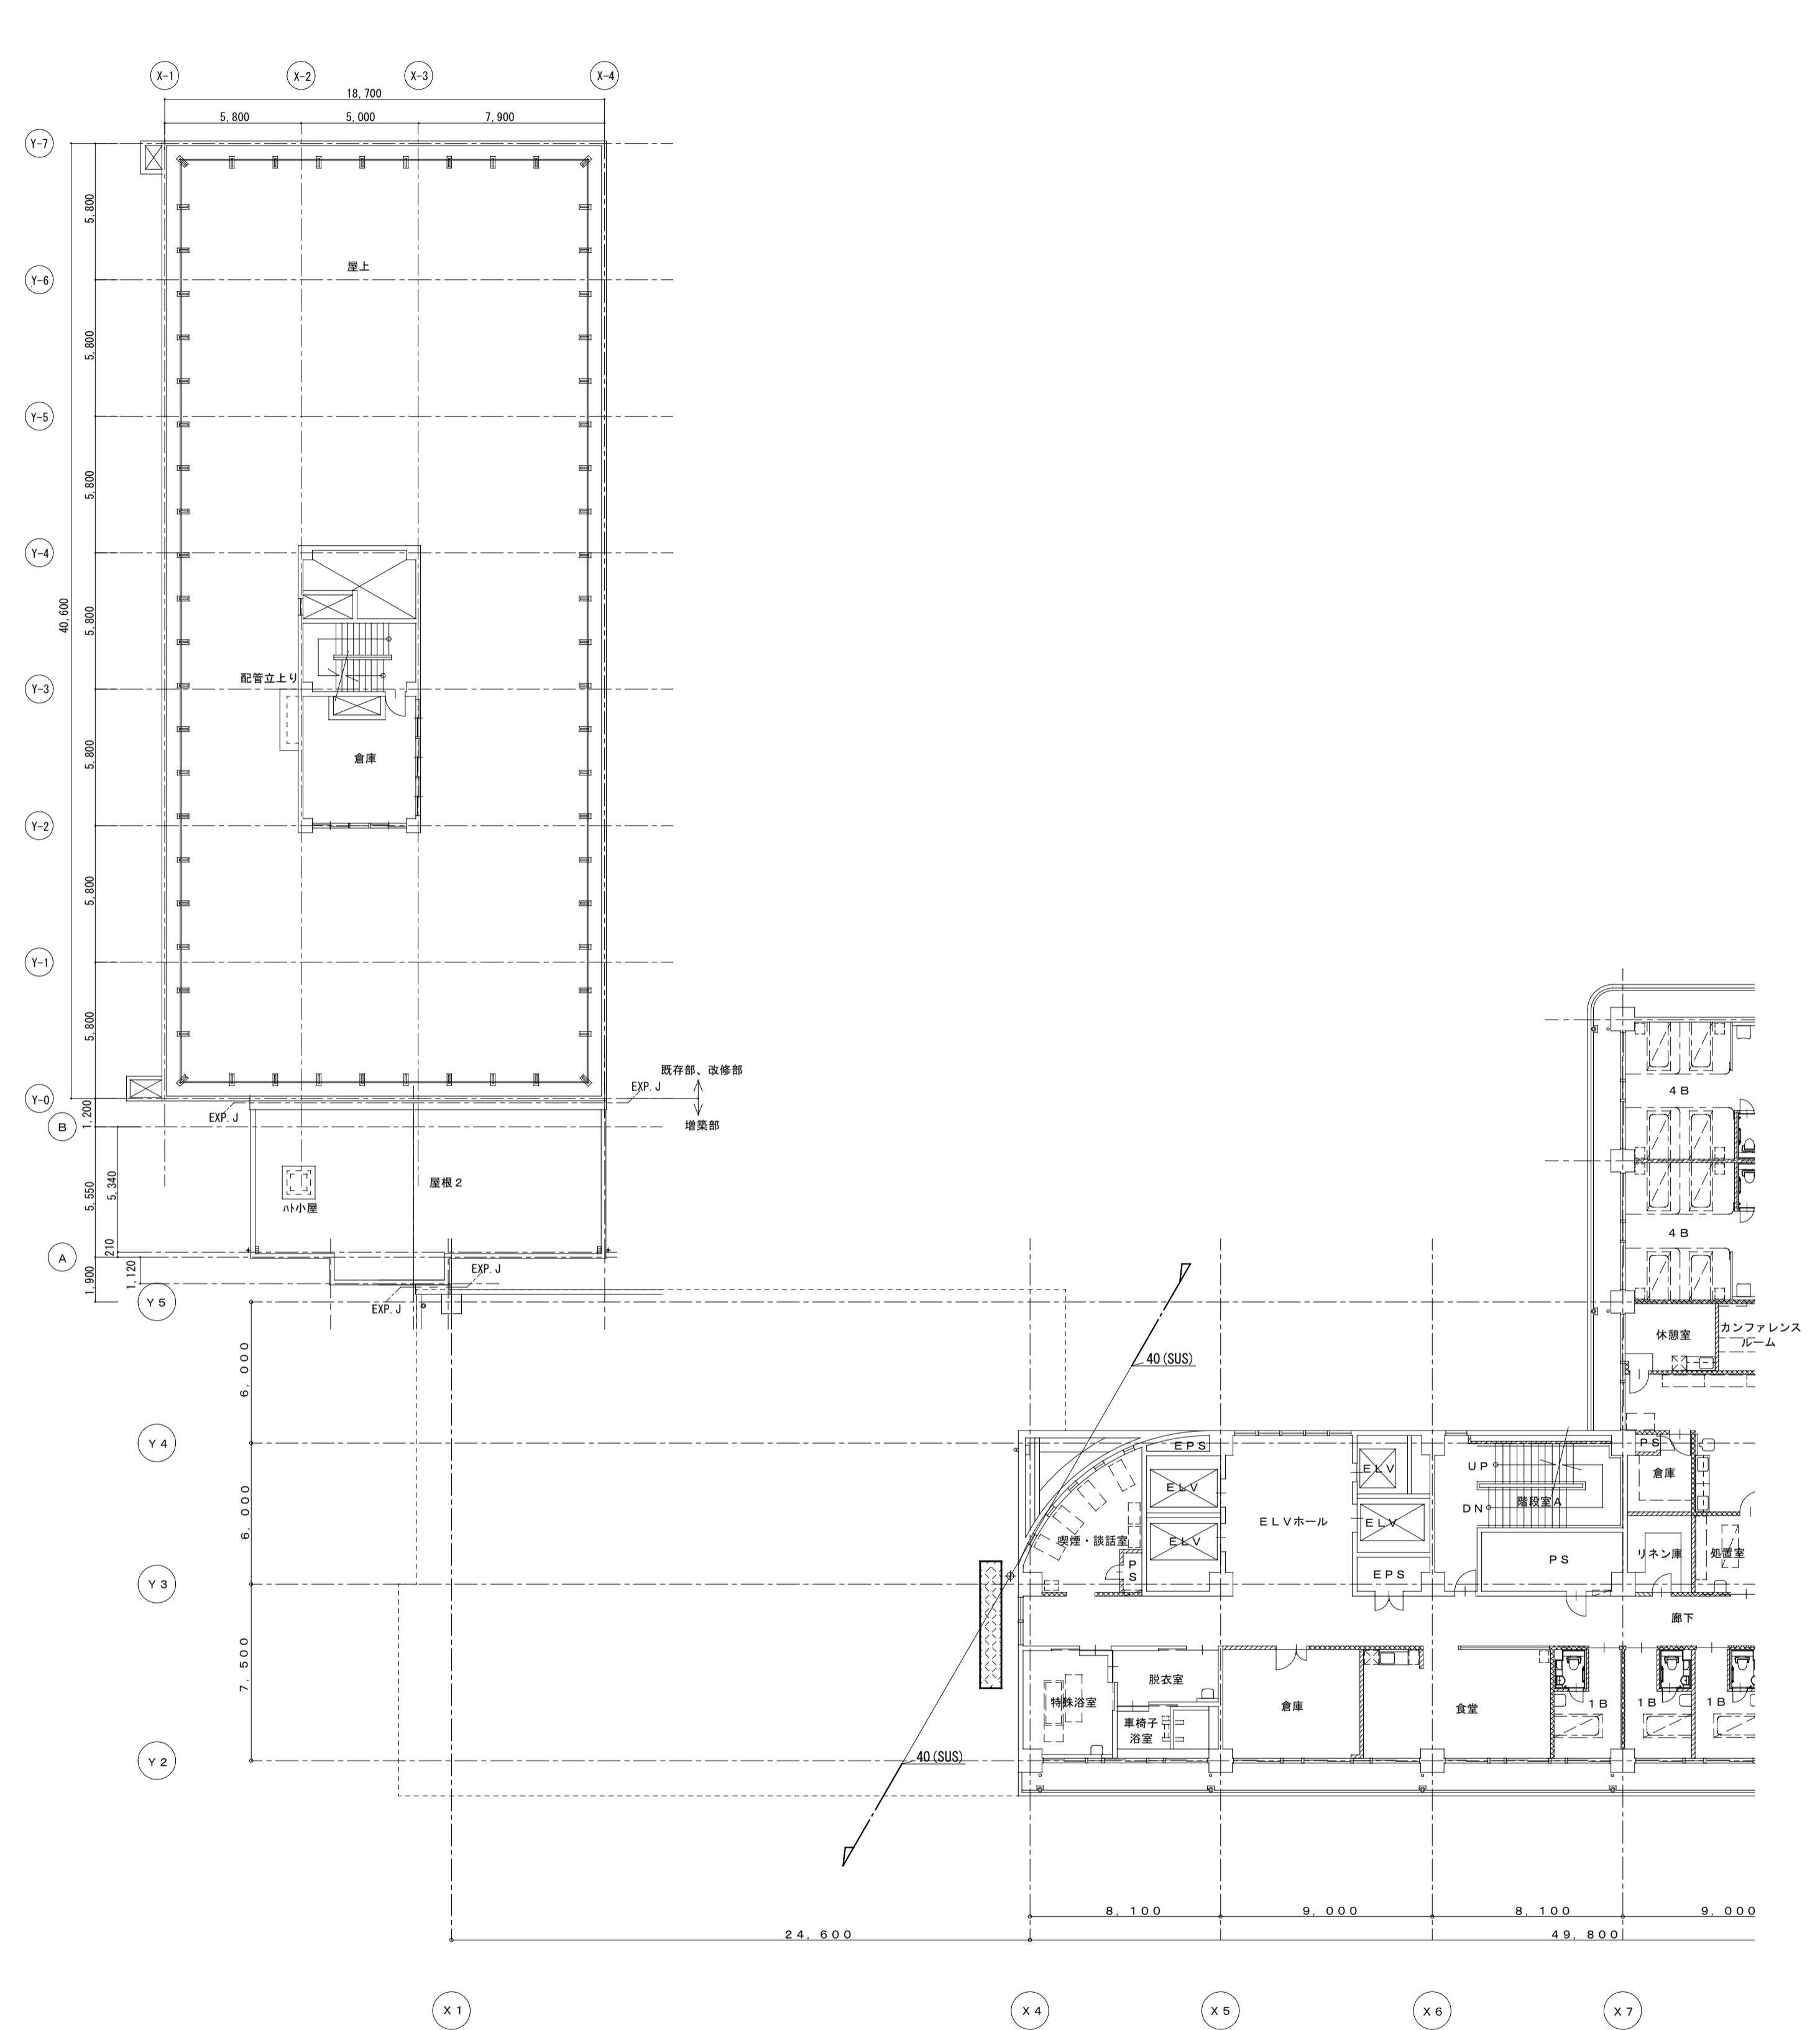 X-1
X-2
X-3
X-4
18,700
5,800
5,000
7,900
Y-7
Y-6
Y-5
Y-4
Y-3
Y-2
Y-1
Y-0
B
A
Y5
40,600
5,800
5,800
5,800
5,800
5,800
5,800
5,800
1,200
5,550
5,340
210
1,900
1,120
屋上
配管立上り
倉庫
既存部、改修部
EXP.J
EXP.J
増築部
屋根2
ﾊﾄ小屋
EXP.J
EXP.J
6,000
6,000
7,500
Y4
Y3
Y2
40(SUS)
40(SUS)
4B
4B
休憩室
カンファレンス
ルーム
EPS
ELV
ELV
ELVホール
ELV
ELV
EPS
UP
DN
階段室A
PS
PS
倉庫
リネン庫
処置室
喫煙・談話室
PS
廊下
特殊浴室
脱衣室
車椅子
浴室
倉庫
食堂
1B
1B
1B
8,100
9,000
8,100
9,000
24,600
49,800
X1
X4
X5
X6
X7